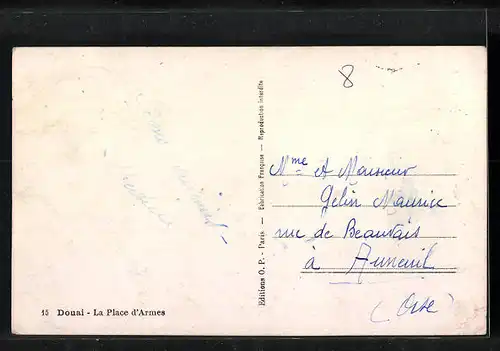 8
Mme et Monsieur
Gelin Maurice
rue de Beauvais
à Auneuil
(Oise)
Editions O. P. - Paris — Fabrication Française — Reproduction interdite
15 Douai - La Place d'Armes